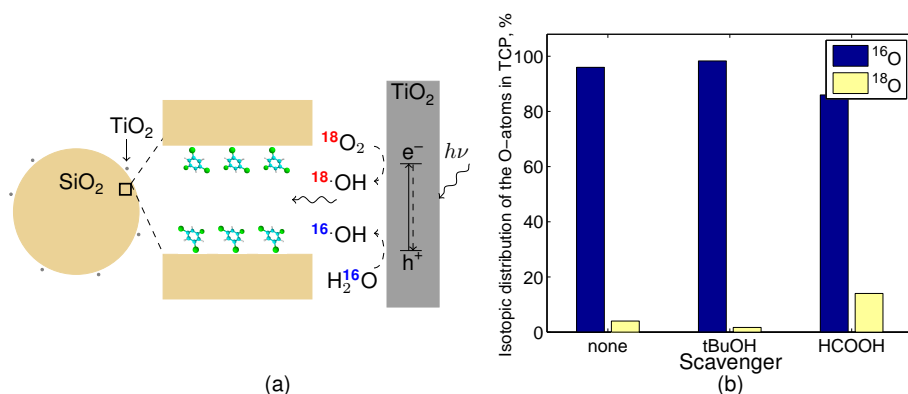 TiO₂
SiO₂
¹⁸O₂
¹⁸·OH
¹⁶·OH
H₂¹⁶O
TiO₂
e⁻
h⁺
hν
(a)
Isotopic distribution of the O−atoms in TCP, %
100
80
60
40
20
0
¹⁶O
¹⁸O
none
tBuOH
HCOOH
Scavenger
(b)